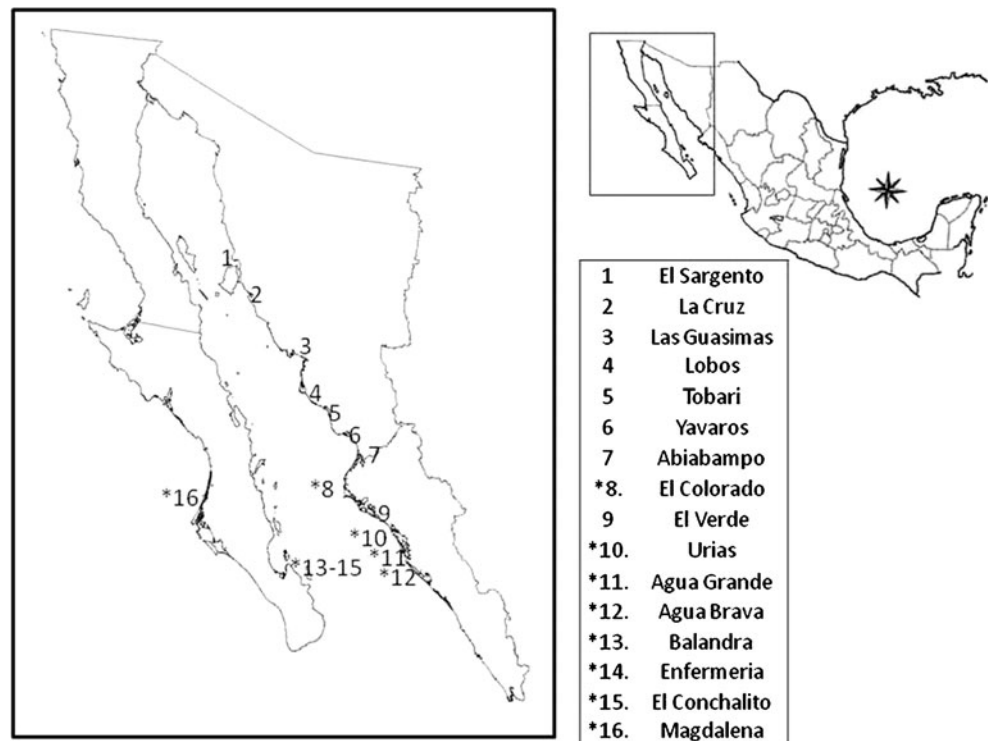 1
2
3
4
5
6
7
*8
9
*16
*10
*11
*13-15
*12
1 El Sargento
2 La Cruz
3 Las Guasimas
4 Lobos
5 Tobari
6 Yavaros
7 Abiabampo
*8. El Colorado
9 El Verde
*10. Urias
*11. Agua Grande
*12. Agua Brava
*13. Balandra
*14. Enfermeria
*15. El Conchalito
*16. Magdalena